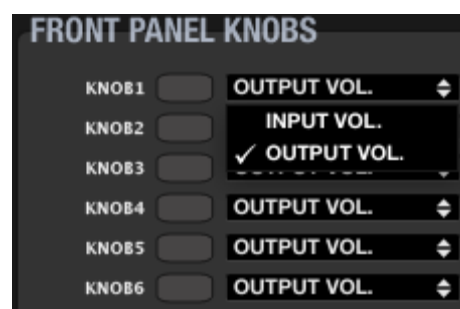 FRONT PANEL KNOBS
KNOB1 OUTPUT VOL.
KNOB2 INPUT VOL.
✓ OUTPUT VOL.
KNOB3
KNOB4 OUTPUT VOL.
KNOB5 OUTPUT VOL.
KNOB6 OUTPUT VOL.